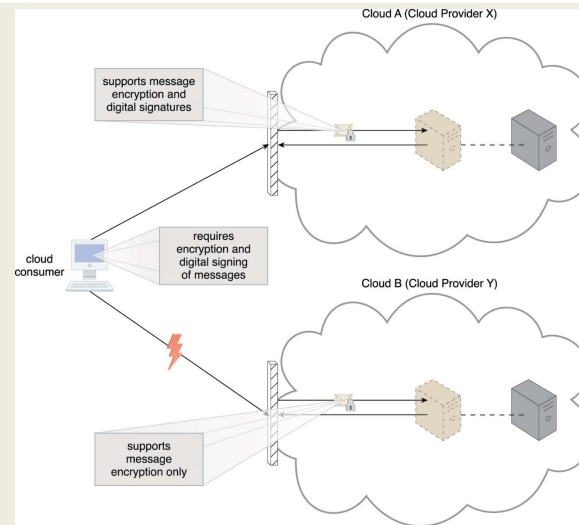 Cloud A (Cloud Provider X)
supports message
encryption and
digital signatures
requires
encryption and
digital signing
of messages
cloud
consumer
Cloud B (Cloud Provider Y)
supports
message
encryption only